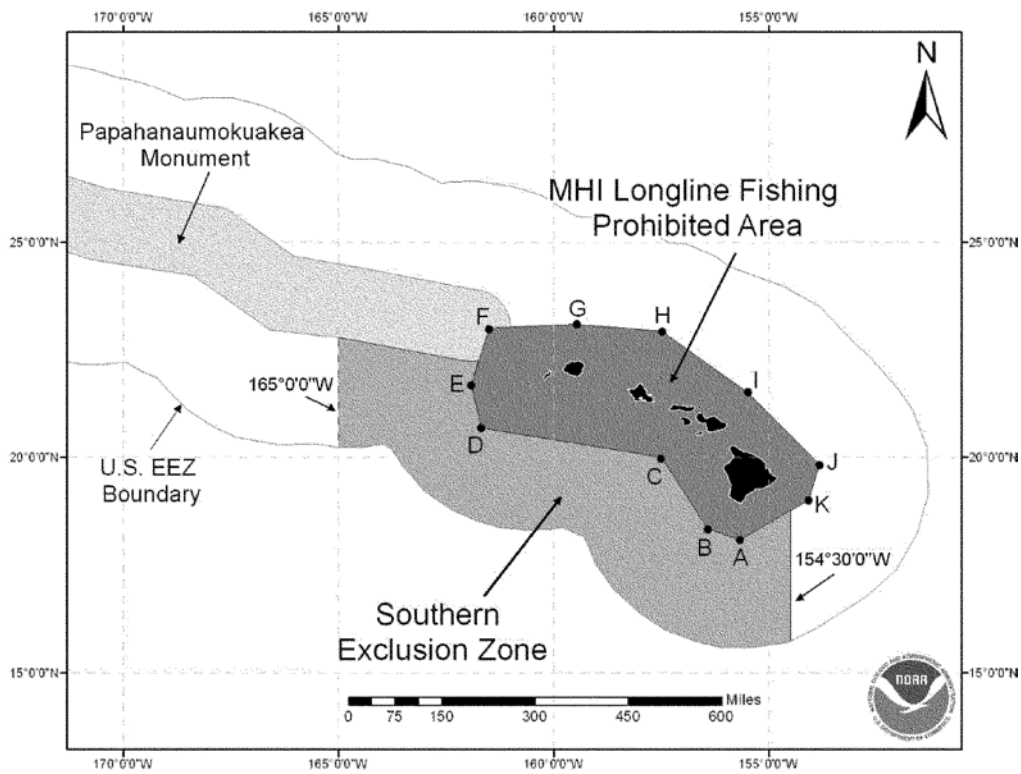 170°0'0"W
165°0'0"W
160°0'0"W
155°0'0"W
N
Papahanaumokuakea
Monument
MHI Longline Fishing
Prohibited Area
25°0'0"N
25°0'0"N
F
G
H
E
I
165°0'0"W
D
C
J
20°0'0"N
U.S. EEZ
Boundary
K
B
A
154°30'0"W
Southern
Exclusion Zone
15°0'0"N
15°0'0"N
Miles
0
75
150
300
450
600
NOAA
170°0'0"W
165°0'0"W
160°0'0"W
155°0'0"W
20°0'0"N